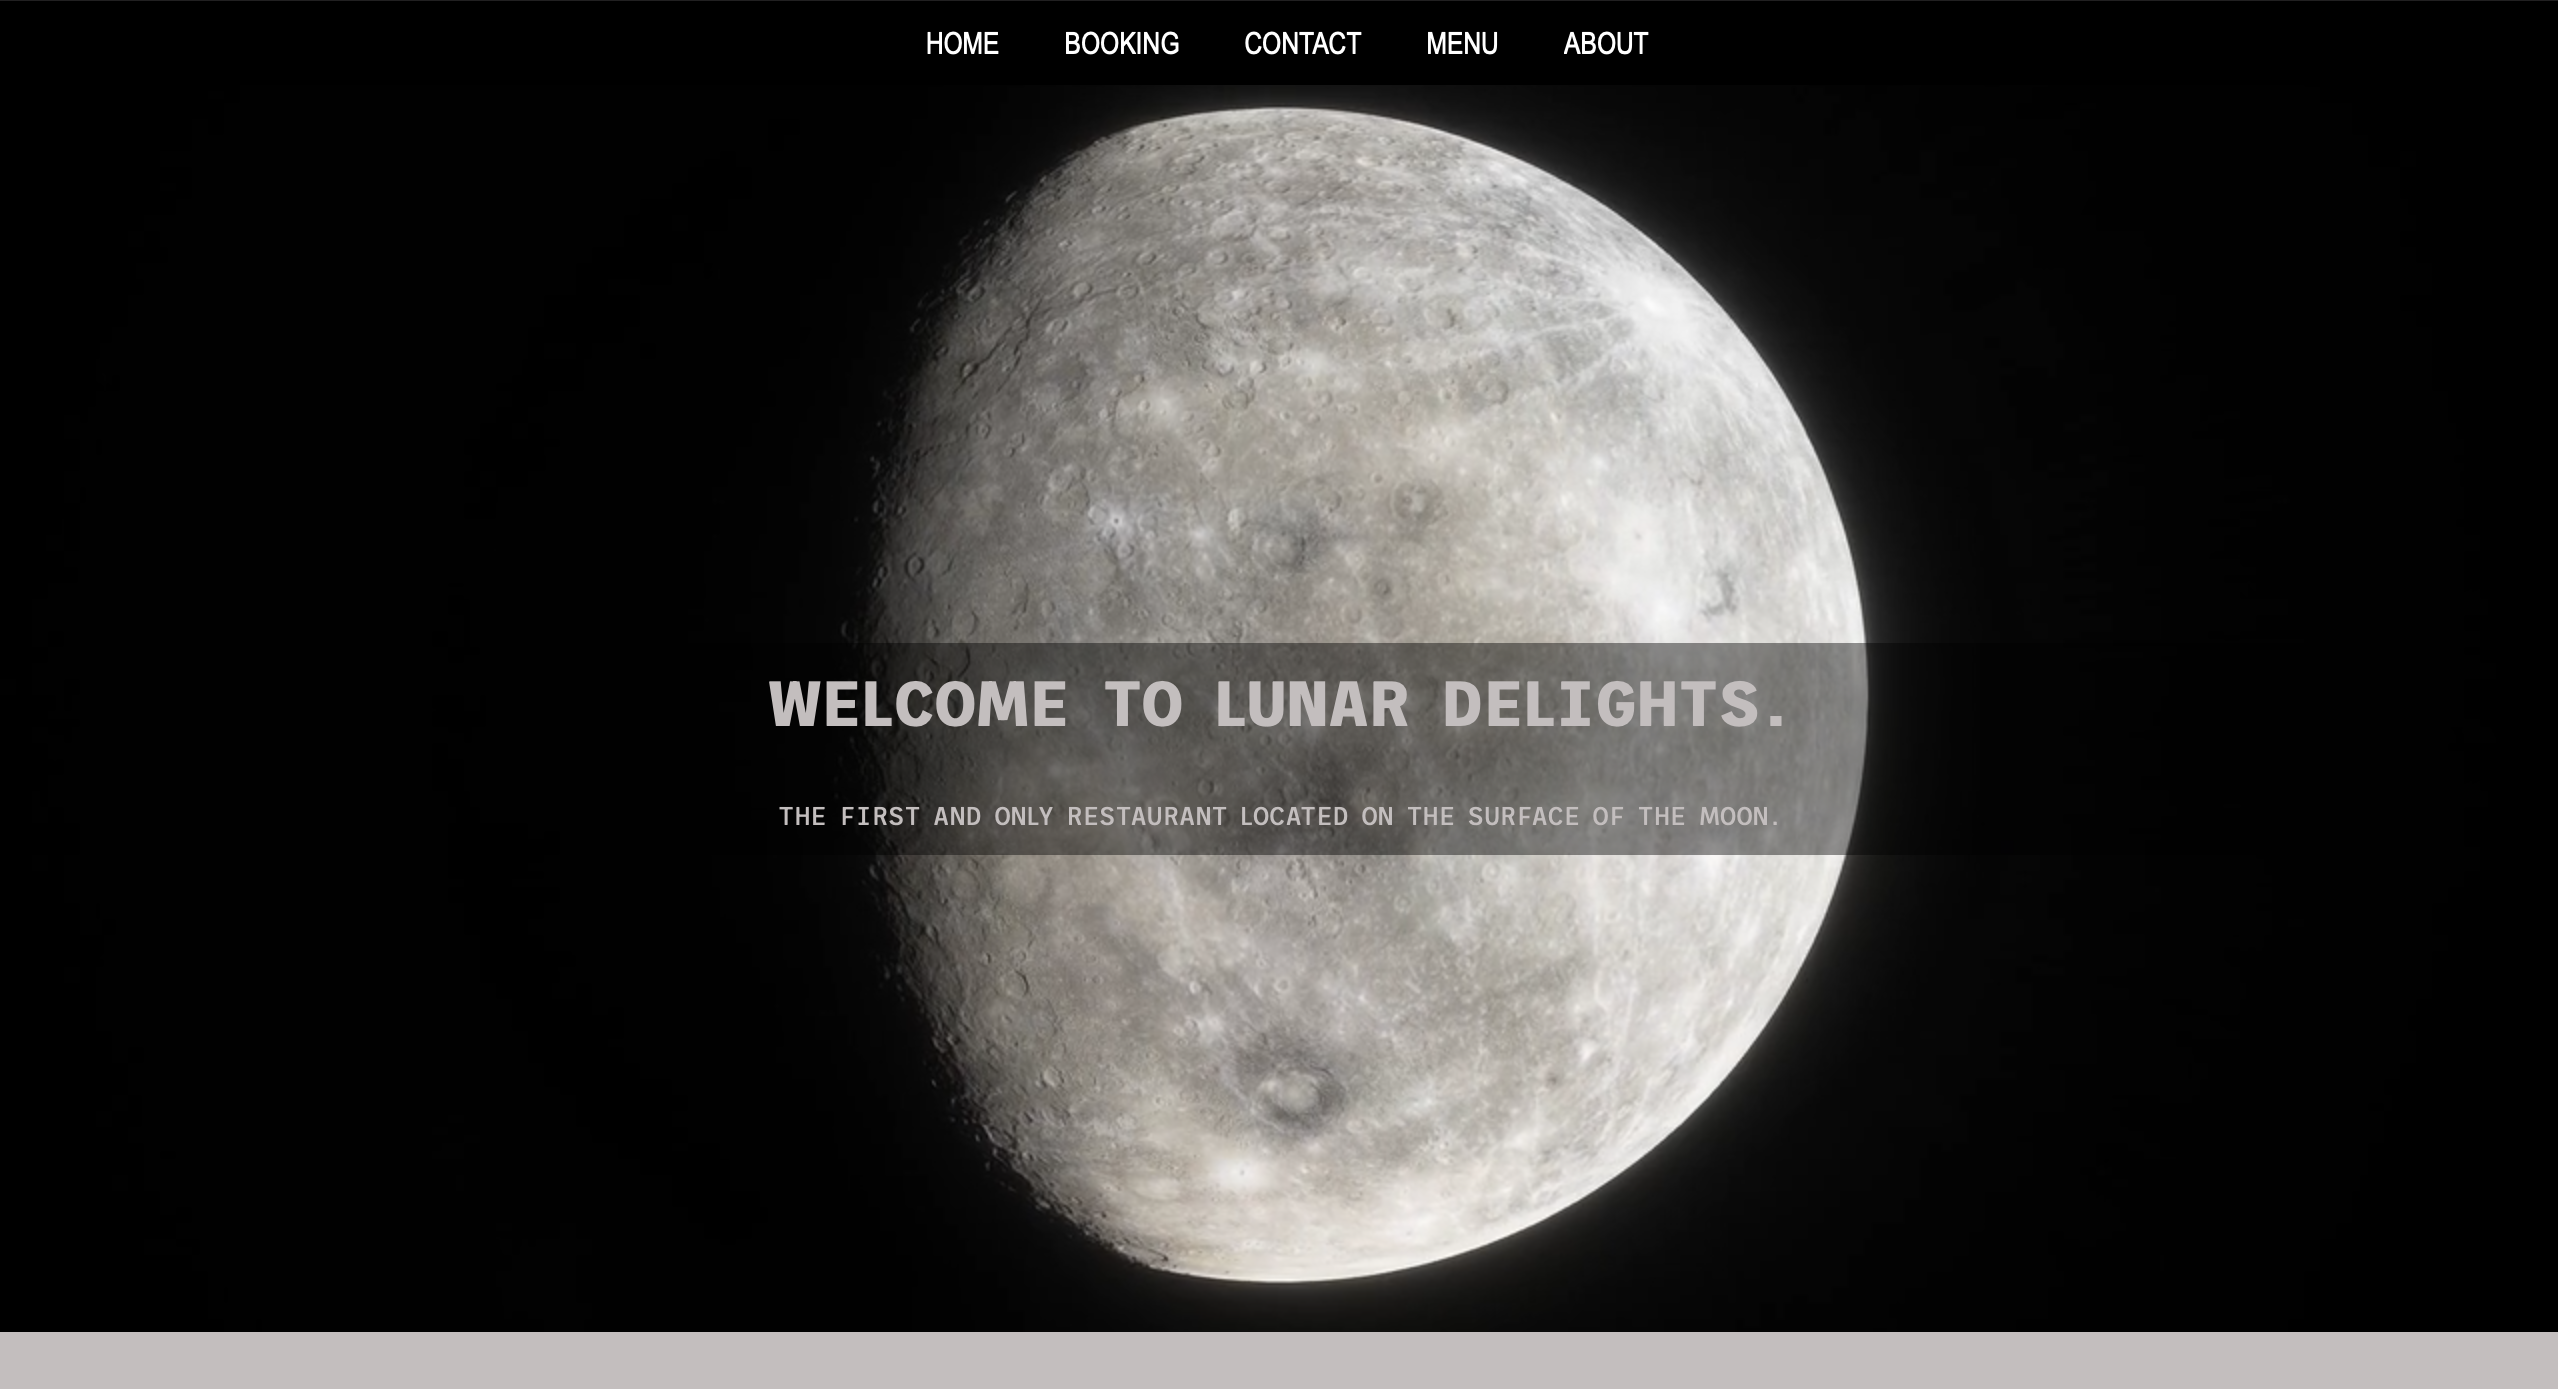 HOME BOOKING CONTACT MENU ABOUT
WELCOME TO LUNAR DELIGHTS.
THE FIRST AND ONLY RESTAURANT LOCATED ON THE SURFACE OF THE MOON.